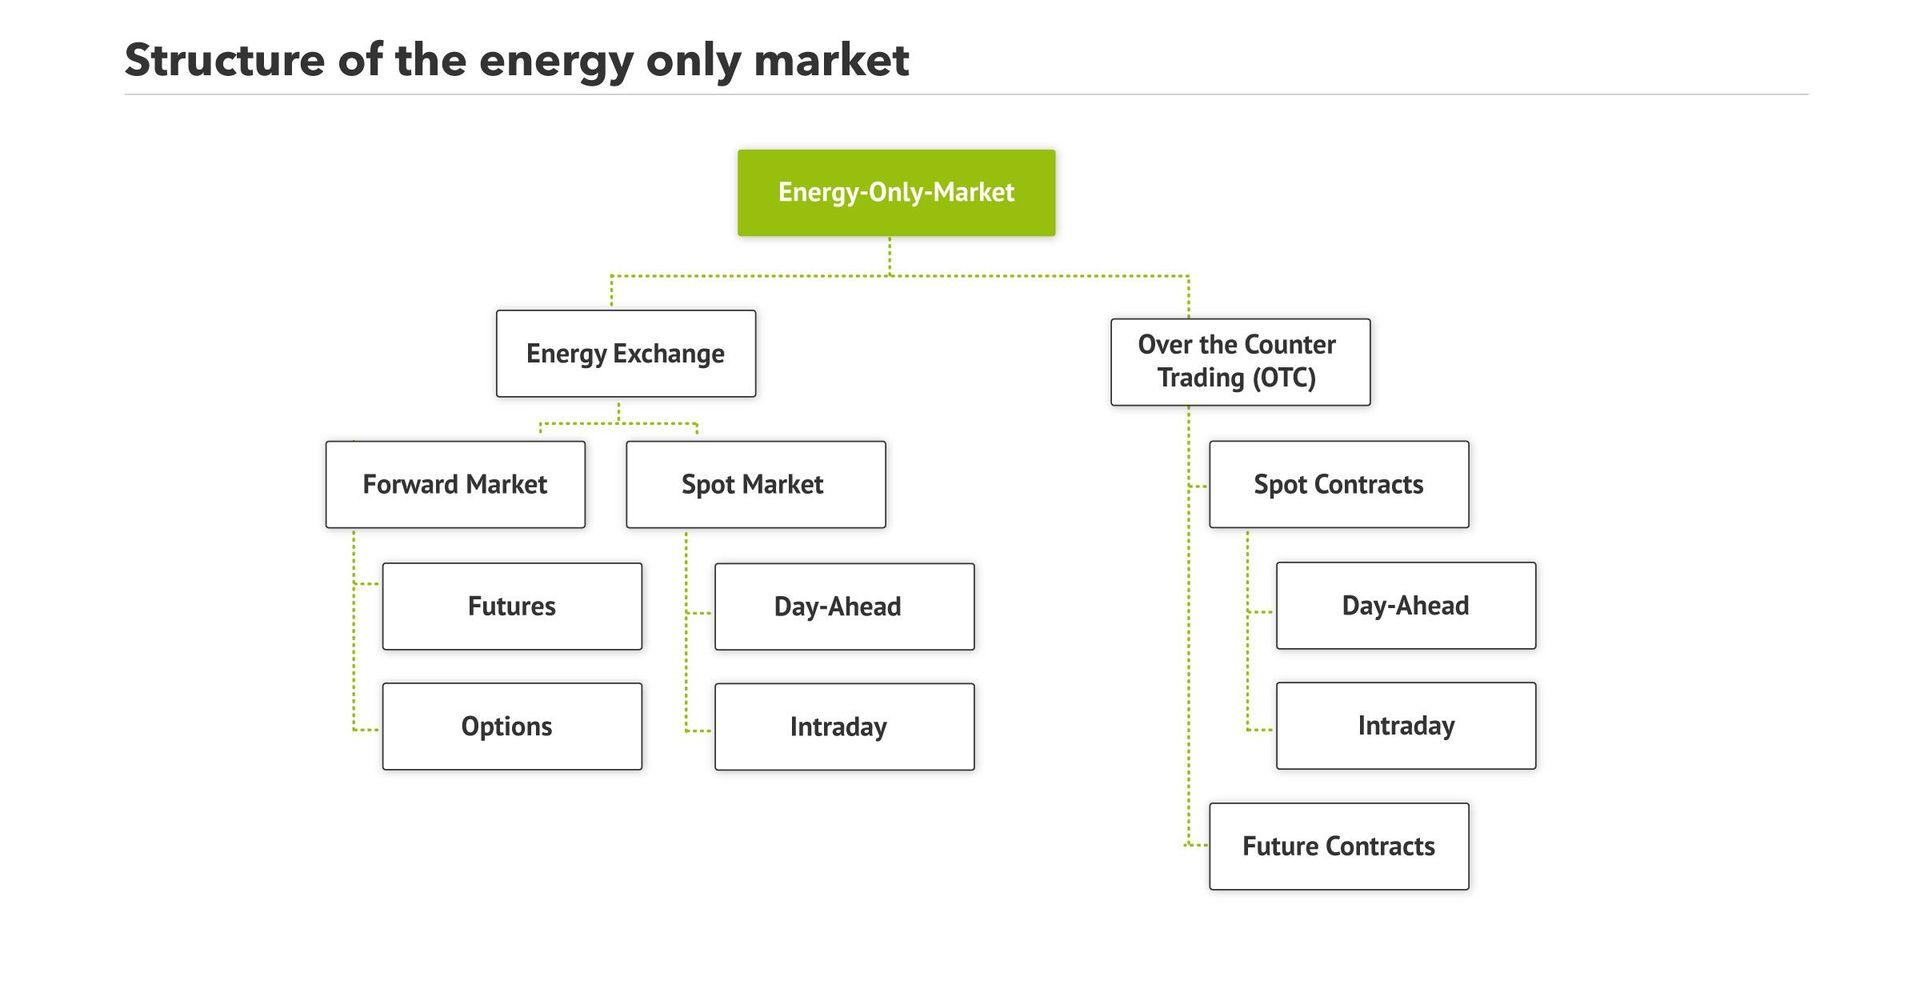 Structure of the energy only market
Energy-Only-Market
Energy Exchange
Over the Counter
Trading (OTC)
Forward Market
Spot Market
Spot Contracts
Futures
Day-Ahead
Day-Ahead
Options
Intraday
Intraday
Future Contracts